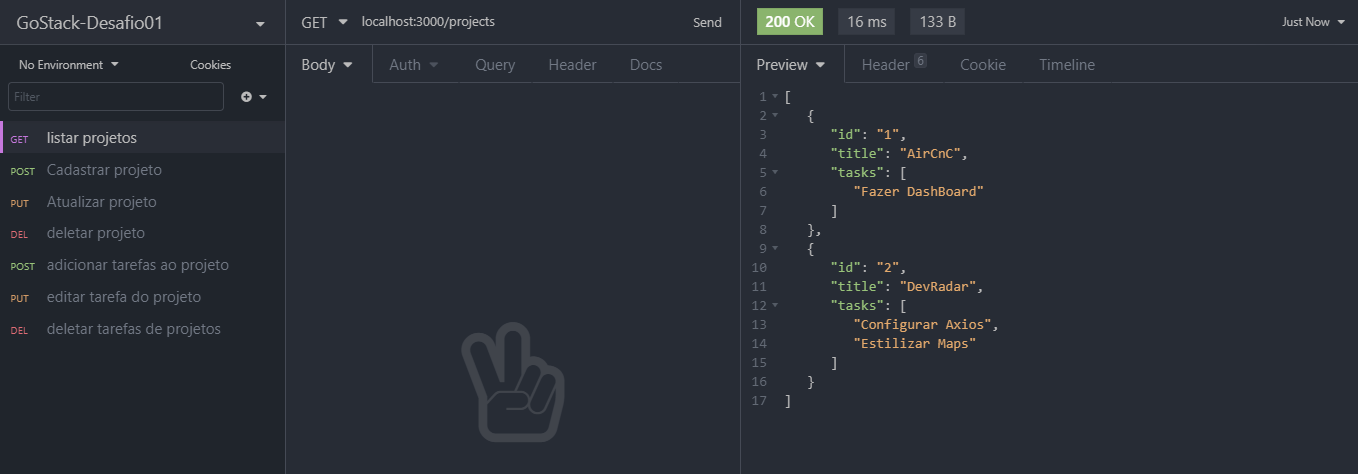 GoStack-Desafio01
No Environment
Cookies
Filter
GET listar projetos
POST Cadastrar projeto
PUT Atualizar projeto
DEL deletar projeto
POST adicionar tarefas ao projeto
PUT editar tarefa do projeto
DEL deletar tarefas de projetos
GET localhost:3000/projects Send
Body Auth Query Header Docs
200 OK 16 ms 133 B Just Now
Preview Header 6 Cookie Timeline
1 [
2 {
3 "id": "1",
4 "title": "AirCnC",
5 "tasks": [
6 "Fazer DashBoard"
7 ]
8 },
9 {
10 "id": "2",
11 "title": "DevRadar",
12 "tasks": [
13 "Configurar Axios",
14 "Estilizar Maps"
15 ]
16 }
17 ]